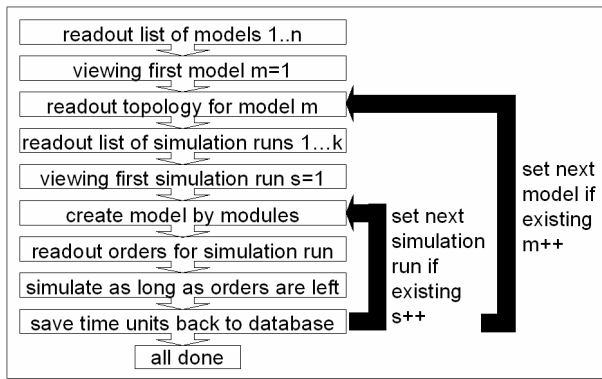 readout list of models 1..n
viewing first model m=1
readout topology for model m
readout list of simulation runs 1...k
viewing first simulation run s=1
create model by modules
readout orders for simulation run
simulate as long as orders are left
save time units back to database
all done
set next
simulation
run if
existing
s++
set next
model if
existing
m++